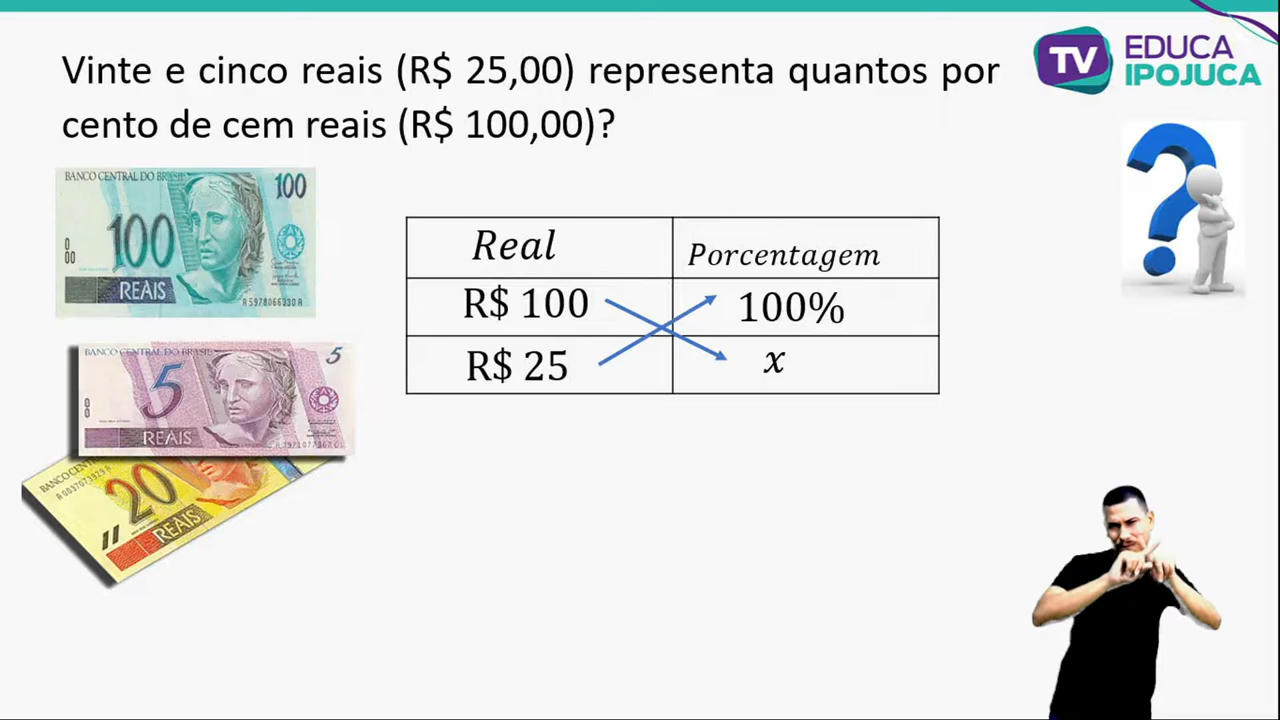 Vinte e cinco reais (R$ 25,00) representa quantos por
cento de cem reais (R$ 100,00)?
TV EDUCA
IPOJUCA
BANCO CENTRAL DO BRASIL
100
100
REAIS
Real Porcentagem
R$ 100 100%
R$ 25 x
BANCO CENTRAL DO BRASIL
5
5
REAIS
20
REAIS